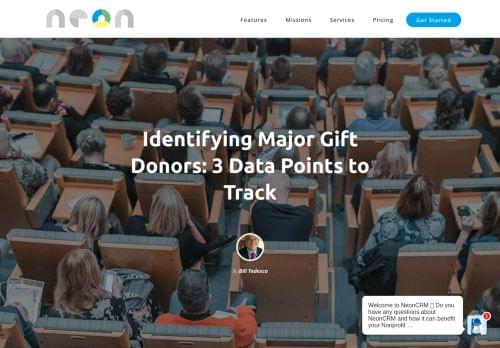 neon
Features Missions Services Pricing Get Started
Identifying Major Gift
Donors: 3 Data Points to
Track
By Bill Tedesco
Welcome to NeonCRM ▯ Do you
have any questions about
NeonCRM and how it can benefit
your Nonprofit ...
1